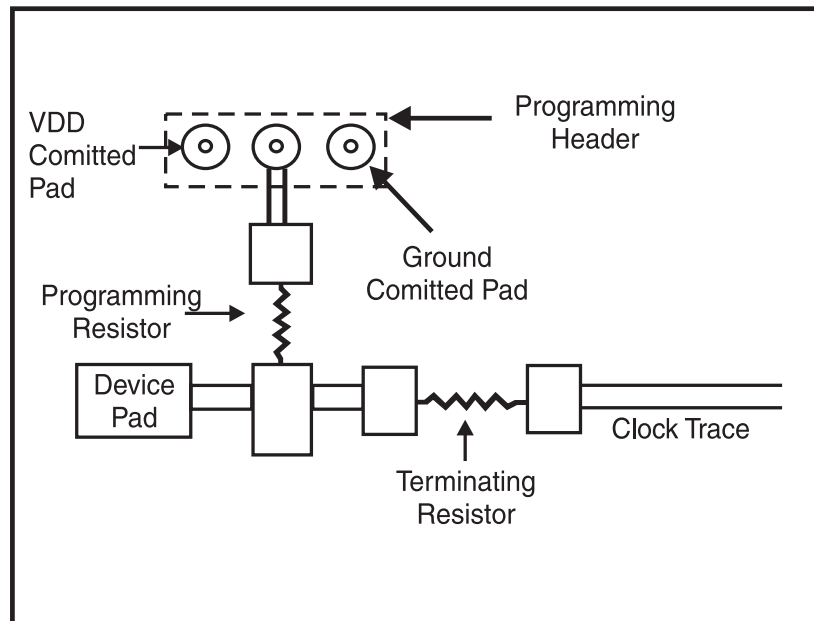 VDD
Comitted
Pad
Programming
Header
Ground
Comitted Pad
Programming
Resistor
Device
Pad
Clock Trace
Terminating
Resistor